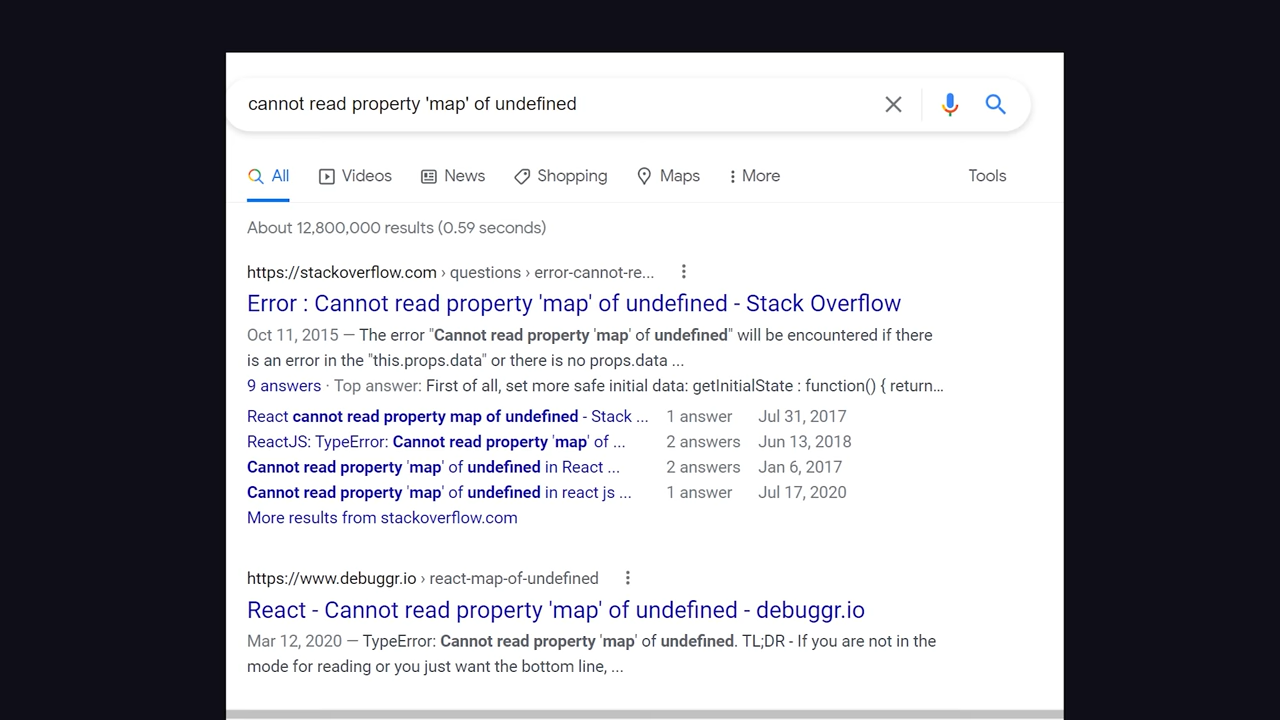 cannot read property 'map' of undefined
All Videos News Shopping Maps More Tools
About 12,800,000 results (0.59 seconds)
https://stackoverflow.com › questions › error-cannot-re...
Error : Cannot read property 'map' of undefined - Stack Overflow
Oct 11, 2015 — The error "Cannot read property 'map' of undefined" will be encountered if there
is an error in the "this.props.data" or there is no props.data ...
9 answers · Top answer: First of all, set more safe initial data: getInitialState : function() { return...
React cannot read property map of undefined - Stack ... 1 answer Jul 31, 2017
ReactJS: TypeError: Cannot read property 'map' of ... 2 answers Jun 13, 2018
Cannot read property 'map' of undefined in React ... 2 answers Jan 6, 2017
Cannot read property 'map' of undefined in react js ... 1 answer Jul 17, 2020
More results from stackoverflow.com
https://www.debuggr.io › react-map-of-undefined
React - Cannot read property 'map' of undefined - debuggr.io
Mar 12, 2020 — TypeError: Cannot read property 'map' of undefined. TL;DR - If you are not in the
mode for reading or you just want the bottom line, ...